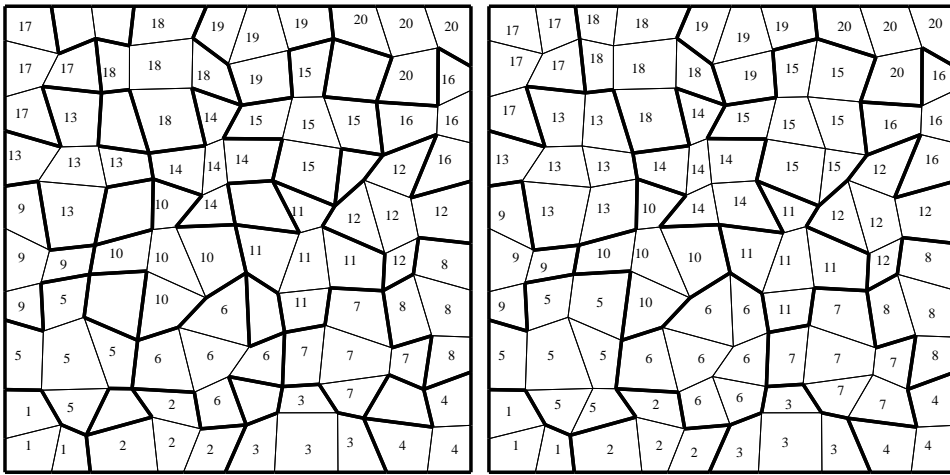 17 18 19 19 19 20 20 20
17 17 18 18 18 19 15 20 16
17 13 18 14 15 15 15 16 16
13 13 13 14 14 14 15 12 16
9 13 10 14 11 12 12 12
9 9 10 10 10 11 11 11 12 8
9 5 10 6 11 7 8 8
5 5 5 6 6 6 7 7 7 8
1 5 2 6 3 7 4
1 1 2 2 2 3 3 3 4 4
17 17 18 18 19 19 19 20 20 20
17 17 18 18 18 19 15 15 20 16
17 13 13 18 14 15 15 15 16 16
13 13 13 14 14 14 15 15 12 16
9 13 13 10 14 14 11 12 12 12
9 9 10 10 10 11 11 11 12 8
9 5 5 10 6 6 11 7 8 8
5 5 5 6 6 6 7 7 7 8
1 5 5 2 6 6 3 7 7 4
1 1 2 2 2 3 3 3 4 4